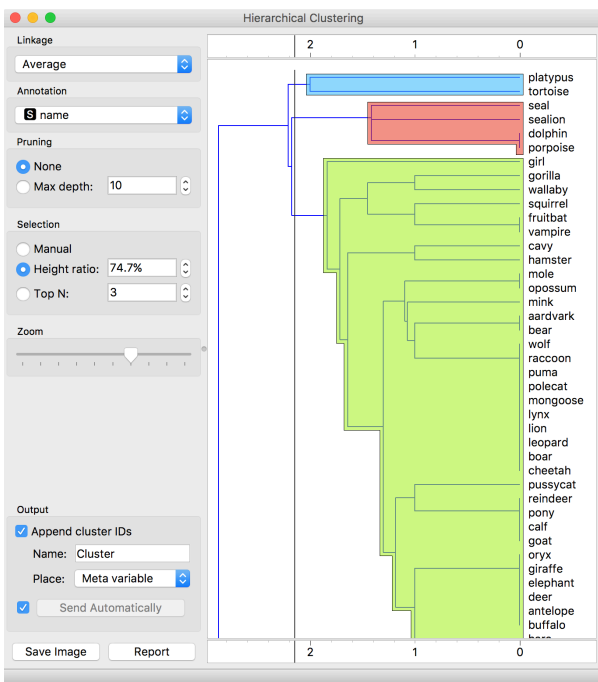 Hierarchical Clustering
Linkage
Average
Annotation
S name
Pruning
None
Max depth: 10
Selection
Manual
Height ratio: 74.7%
Top N: 3
Zoom
Output
Append cluster IDs
Name: Cluster
Place: Meta variable
Send Automatically
Save Image Report
2 1 0
platypus
tortoise
seal
sealion
dolphin
porpoise
girl
gorilla
wallaby
squirrel
fruitbat
vampire
cavy
hamster
mole
opossum
mink
aardvark
bear
wolf
raccoon
puma
polecat
mongoose
lynx
lion
leopard
boar
cheetah
pussycat
reindeer
pony
calf
goat
oryx
giraffe
elephant
deer
antelope
buffalo
2 1 0